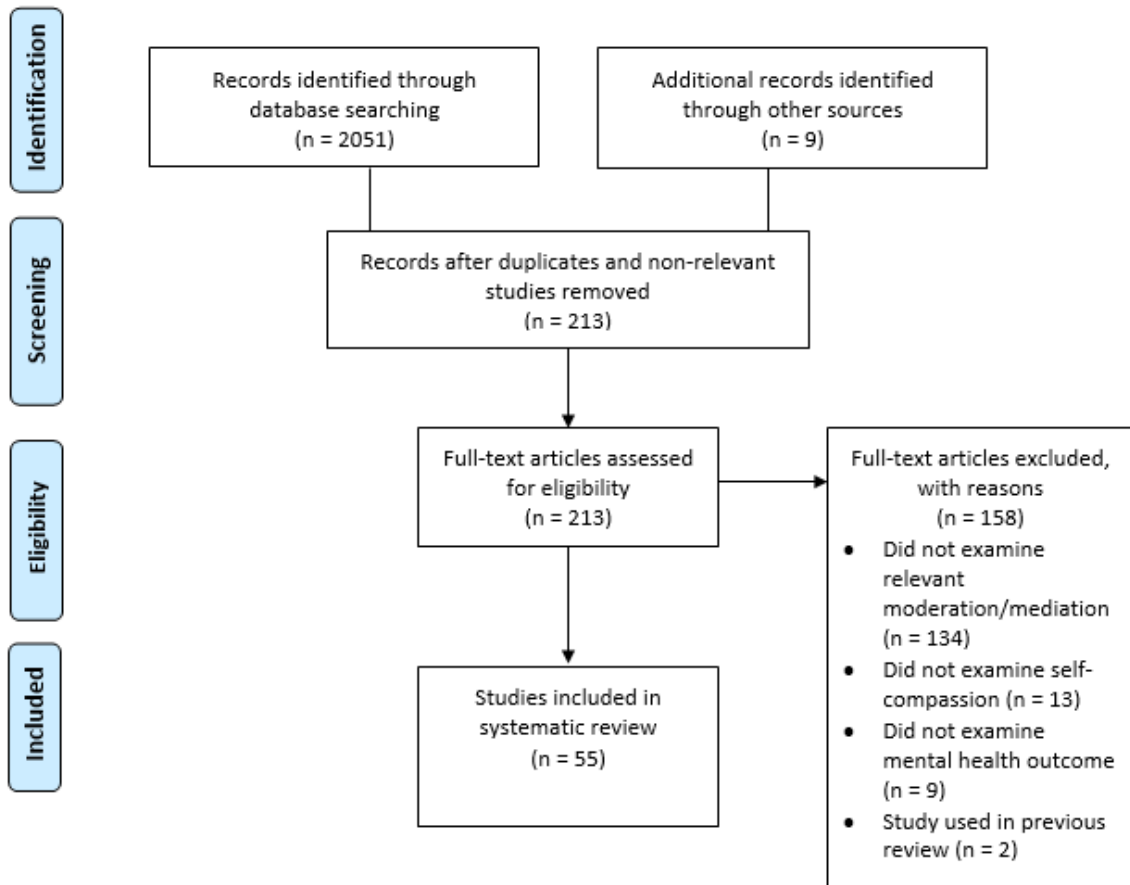 Identification
Records identified through
database searching
(n = 2051)
Additional records identified
through other sources
(n = 9)
Screening
Records after duplicates and non-relevant
studies removed
(n = 213)
Eligibility
Full-text articles assessed
for eligibility
(n = 213)
Full-text articles excluded,
with reasons
(n = 158)
• Did not examine
relevant
moderation/mediation
(n = 134)
• Did not examine self-
compassion (n = 13)
• Did not examine
mental health outcome
(n = 9)
• Study used in previous
review (n = 2)
Included
Studies included in
systematic review
(n = 55)